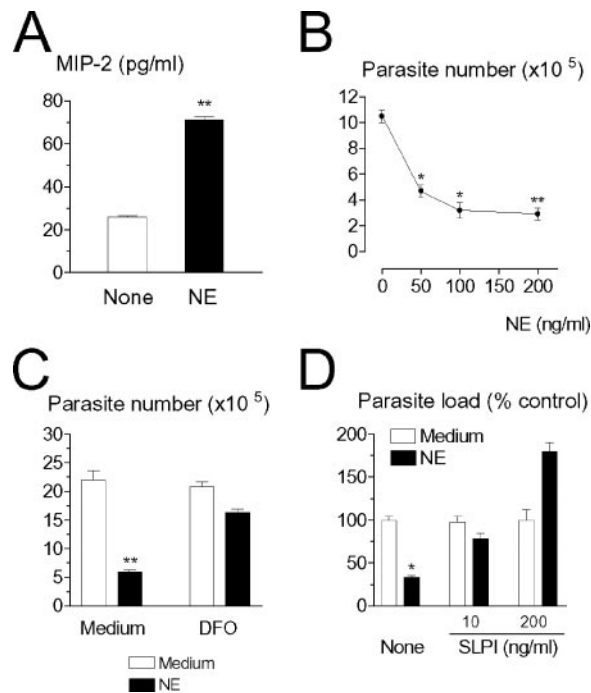 A
MIP-2 (pg/ml)
80
60
40
20
0
**
None NE
B
Parasite number (x10 5)
12
10
8
6
4
2
0
* * **
0 50 100 150 200
NE (ng/ml)
C
Parasite number (x10 5)
30
25
20
15
10
5
0
**
Medium DFO
Medium
NE
D
Parasite load (% control)
200
150
100
50
0
Medium
NE
*
10 200
None SLPI (ng/ml)